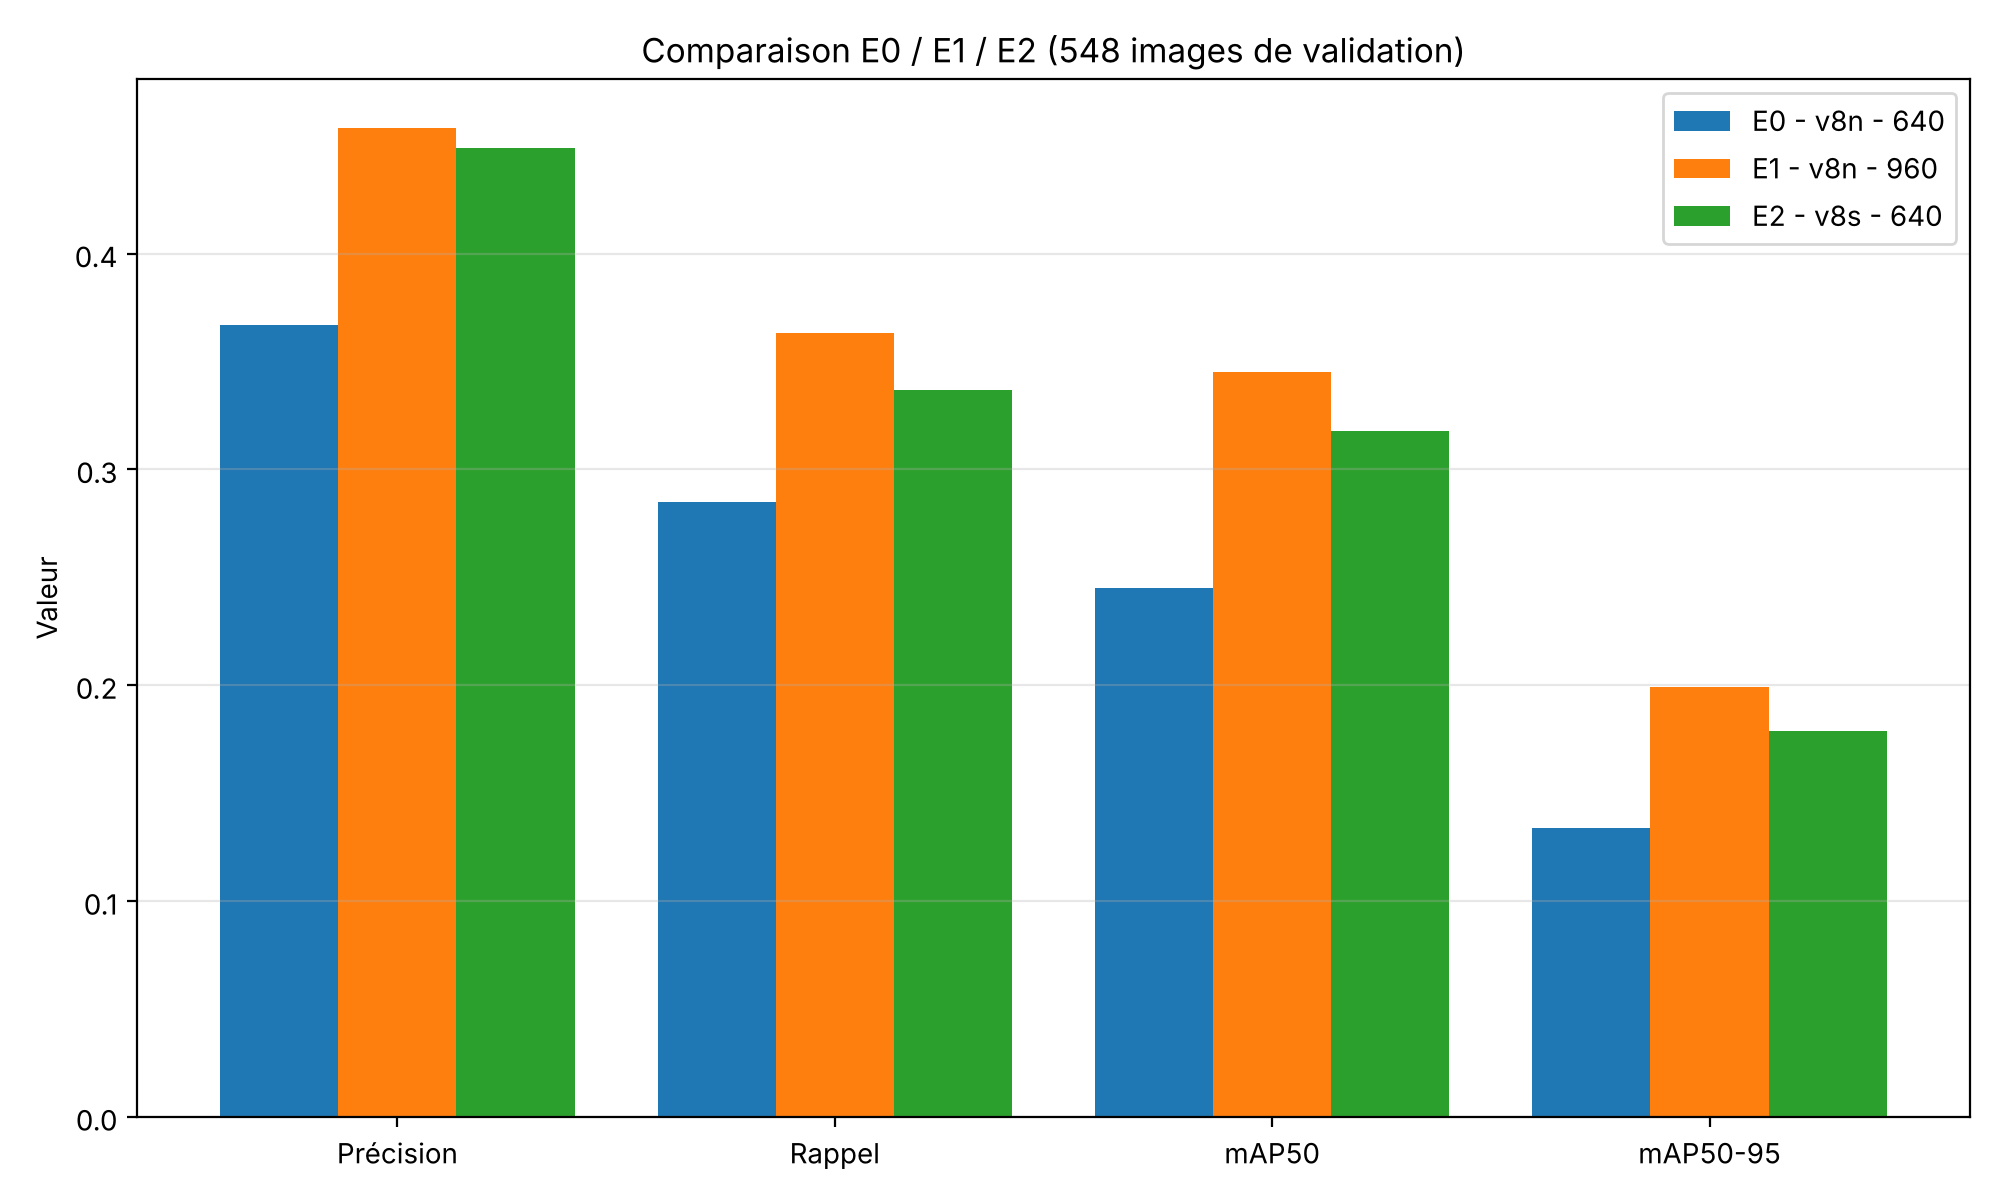 Comparaison E0 / E1 / E2 (548 images de validation)
E0 - v8n - 640
E1 - v8n - 960
E2 - v8s - 640
Valeur
0.4
0.3
0.2
0.1
0.0
Précision
Rappel
mAP50
mAP50-95